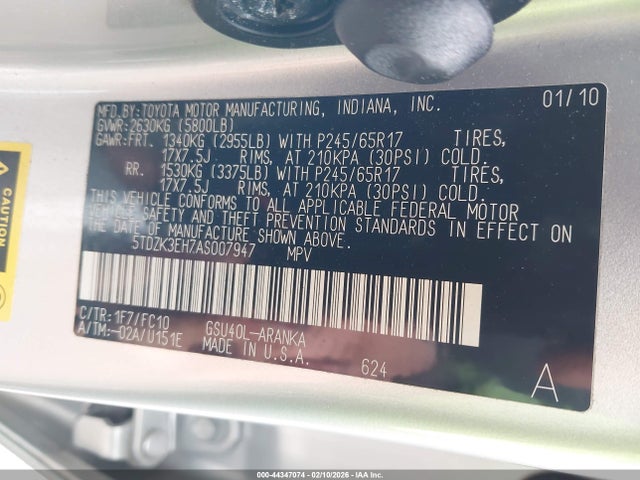 MFD.BY: TOYOTA MOTOR MANUFACTURING, INDIANA, INC. 01/10
GVWR: 2630KG (5800LB)
GAWR: FRT. 1340KG (2955LB) WITH P245/65R17 TIRES,
17X7.5J RIMS, AT 210KPA (30PSI) COLD.
RR. 1530KG (3375LB) WITH P245/65R17 TIRES,
17X7.5J RIMS, AT 210KPA (30PSI) COLD.
THIS VEHICLE CONFORMS TO ALL APPLICABLE FEDERAL MOTOR
VEHICLE SAFETY AND THEFT PREVENTION STANDARDS IN EFFECT ON
THE DATE OF MANUFACTURE SHOWN ABOVE.
5TDZK3EH7AS007947 MPV
C/TR: 1F7/FC10 GSU40L-ARANKA
A/TM: -02A/U151E MADE IN U.S.A. 624
A
CAUTION
000-44347074 - 02/10/2026 - IAA Inc.